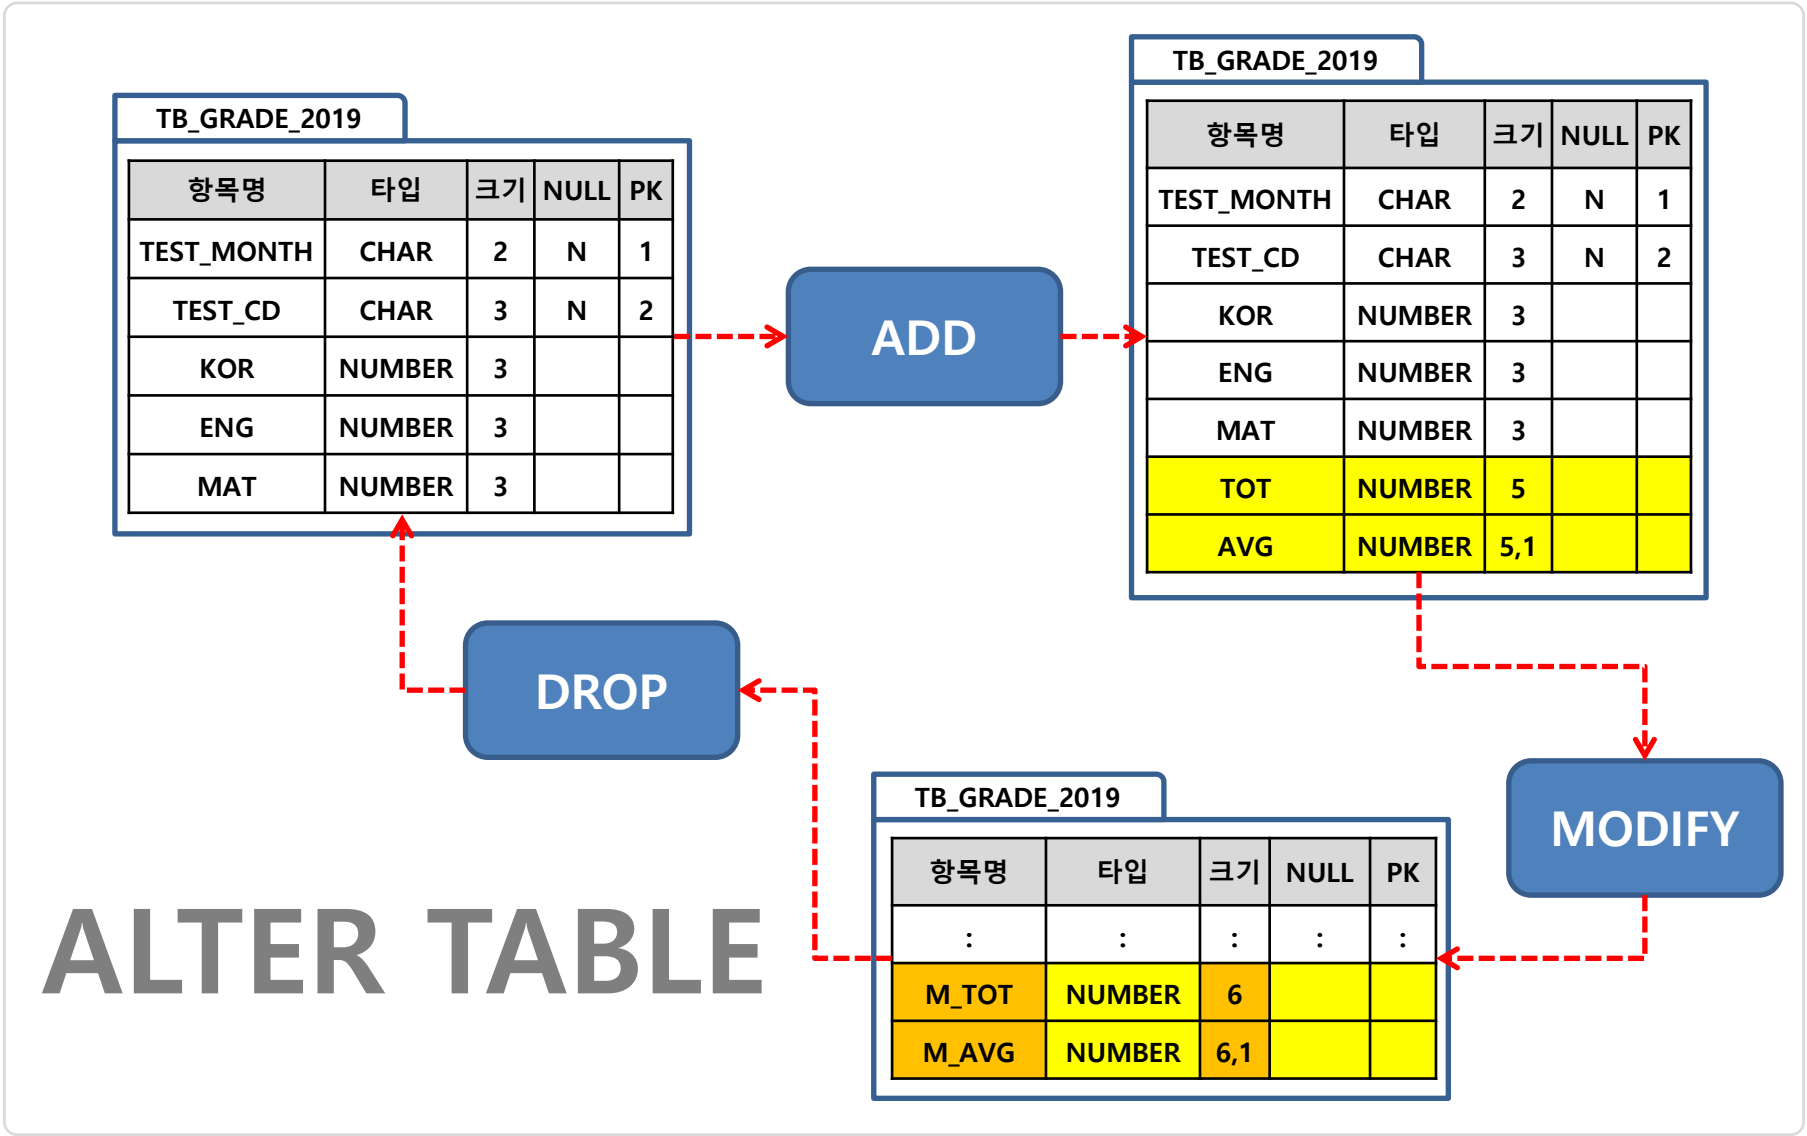 TB_GRADE_2019
항목명 타입 크기 NULL PK
TEST_MONTH CHAR 2 N 1
TEST_CD CHAR 3 N 2
KOR NUMBER 3
ENG NUMBER 3
MAT NUMBER 3
ADD
TB_GRADE_2019
항목명 타입 크기 NULL PK
TEST_MONTH CHAR 2 N 1
TEST_CD CHAR 3 N 2
KOR NUMBER 3
ENG NUMBER 3
MAT NUMBER 3
TOT NUMBER 5
AVG NUMBER 5,1
MODIFY
TB_GRADE_2019
항목명 타입 크기 NULL PK
: : : : :
M_TOT NUMBER 6
M_AVG NUMBER 6,1
DROP
ALTER TABLE